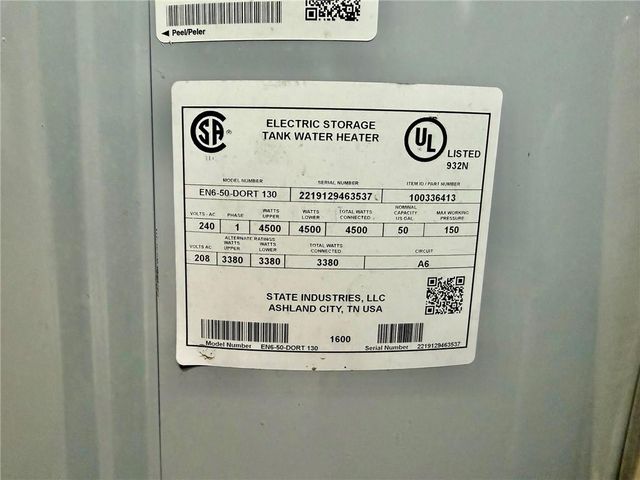 ◄ Peel/Peler
CSA ®
ELECTRIC STORAGE
TANK WATER HEATER
UL
LISTED
932N
MODEL NUMBER SERIAL NUMBER ITEM ID / PART NUMBER
EN6-50-DORT 130 2219129463537 100336413
VOLTS - AC PHASE WATTS UPPER WATTS LOWER TOTAL WATTS CONNECTED NOMINAL CAPACITY US GAL MAX WORKING PRESSURE
240 1 4500 4500 4500 50 150
ALTERNATE RATINGS
VOLTS AC WATTS UPPER WATTS LOWER TOTAL WATTS CONNECTED CIRCUIT
208 3380 3380 3380 A6
STATE INDUSTRIES, LLC
ASHLAND CITY, TN USA
1600
Model Number EN6-50-DORT 130 Serial Number 2219129463537